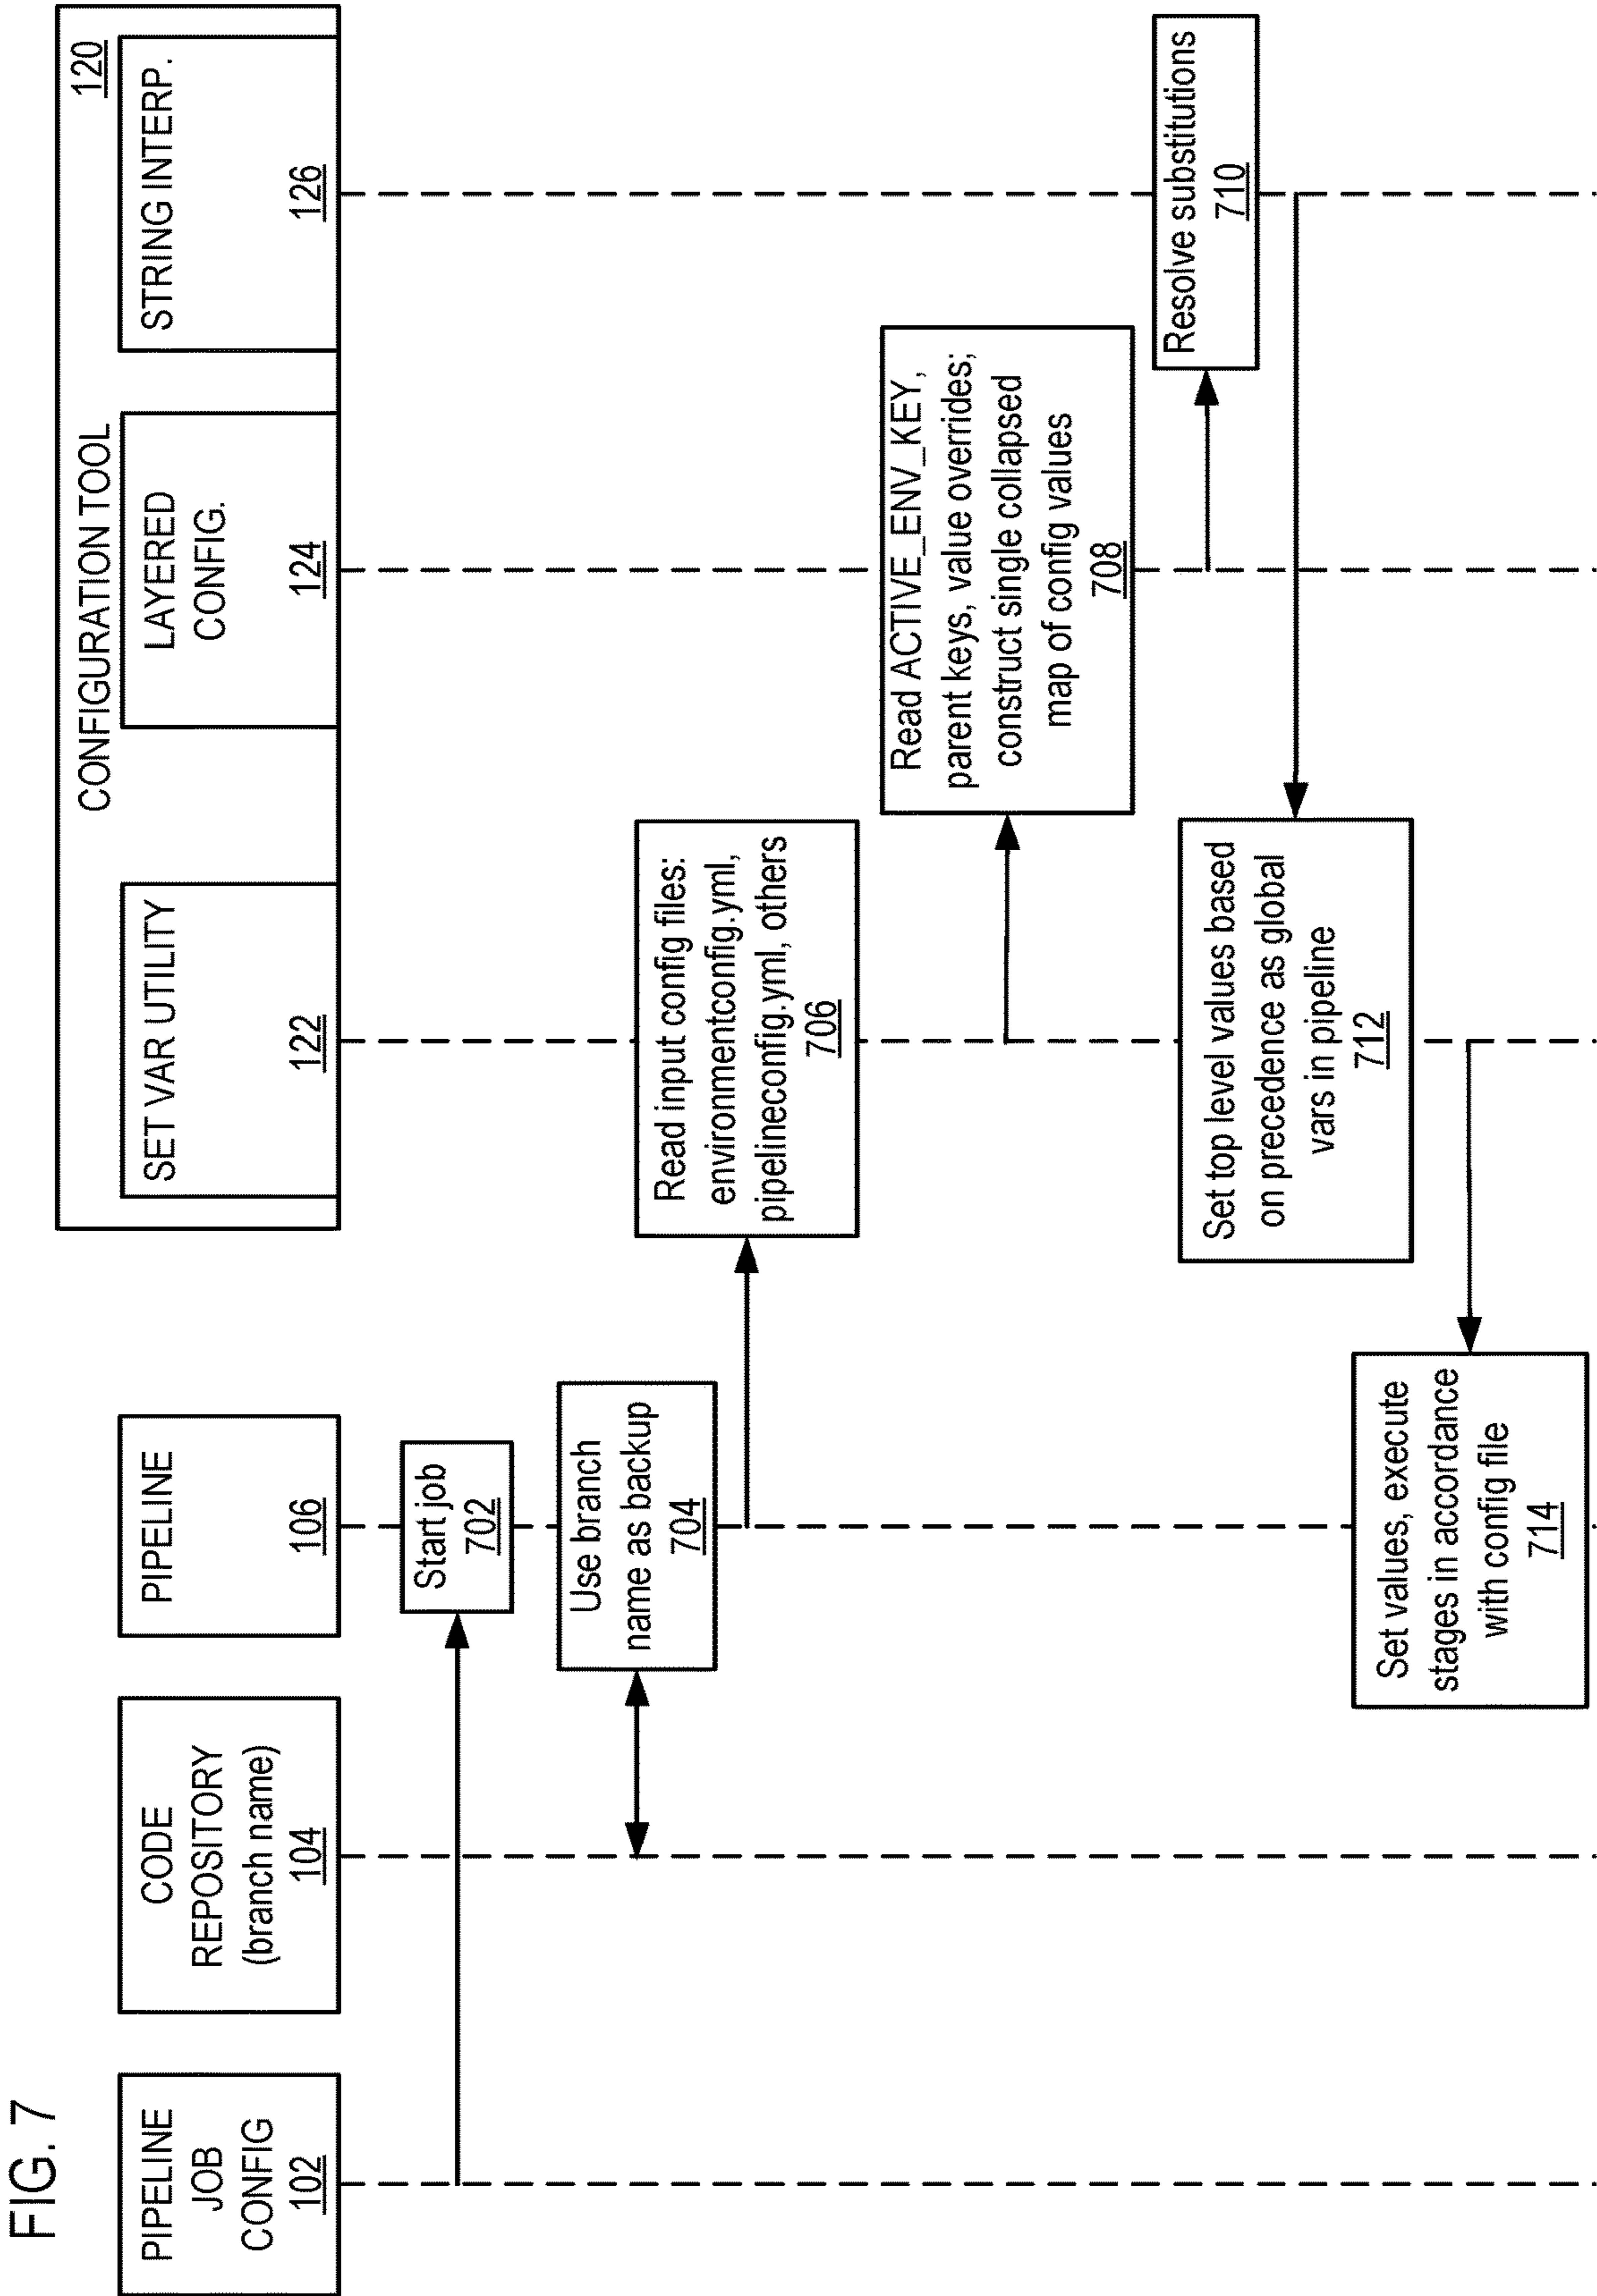 FIG. 7
PIPELINE
JOB
CONFIG
102
CODE
REPOSITORY
(branch name)
104
PIPELINE
106
CONFIGURATION TOOL
120
SET VAR UTILITY
122
LAYERED
CONFIG.
124
STRING INTERP.
126
Start job
702
Use branch
name as backup
704
Read input config files:
environmentconfig.yml,
pipelineconfig.yml, others
706
Read ACTIVE_ENV_KEY,
parent keys, value overrides;
construct single collapsed
map of config values
708
Resolve substitutions
710
Set top level values based
on precedence as global
vars in pipeline
712
Set values, execute
stages in accordance
with config file
714